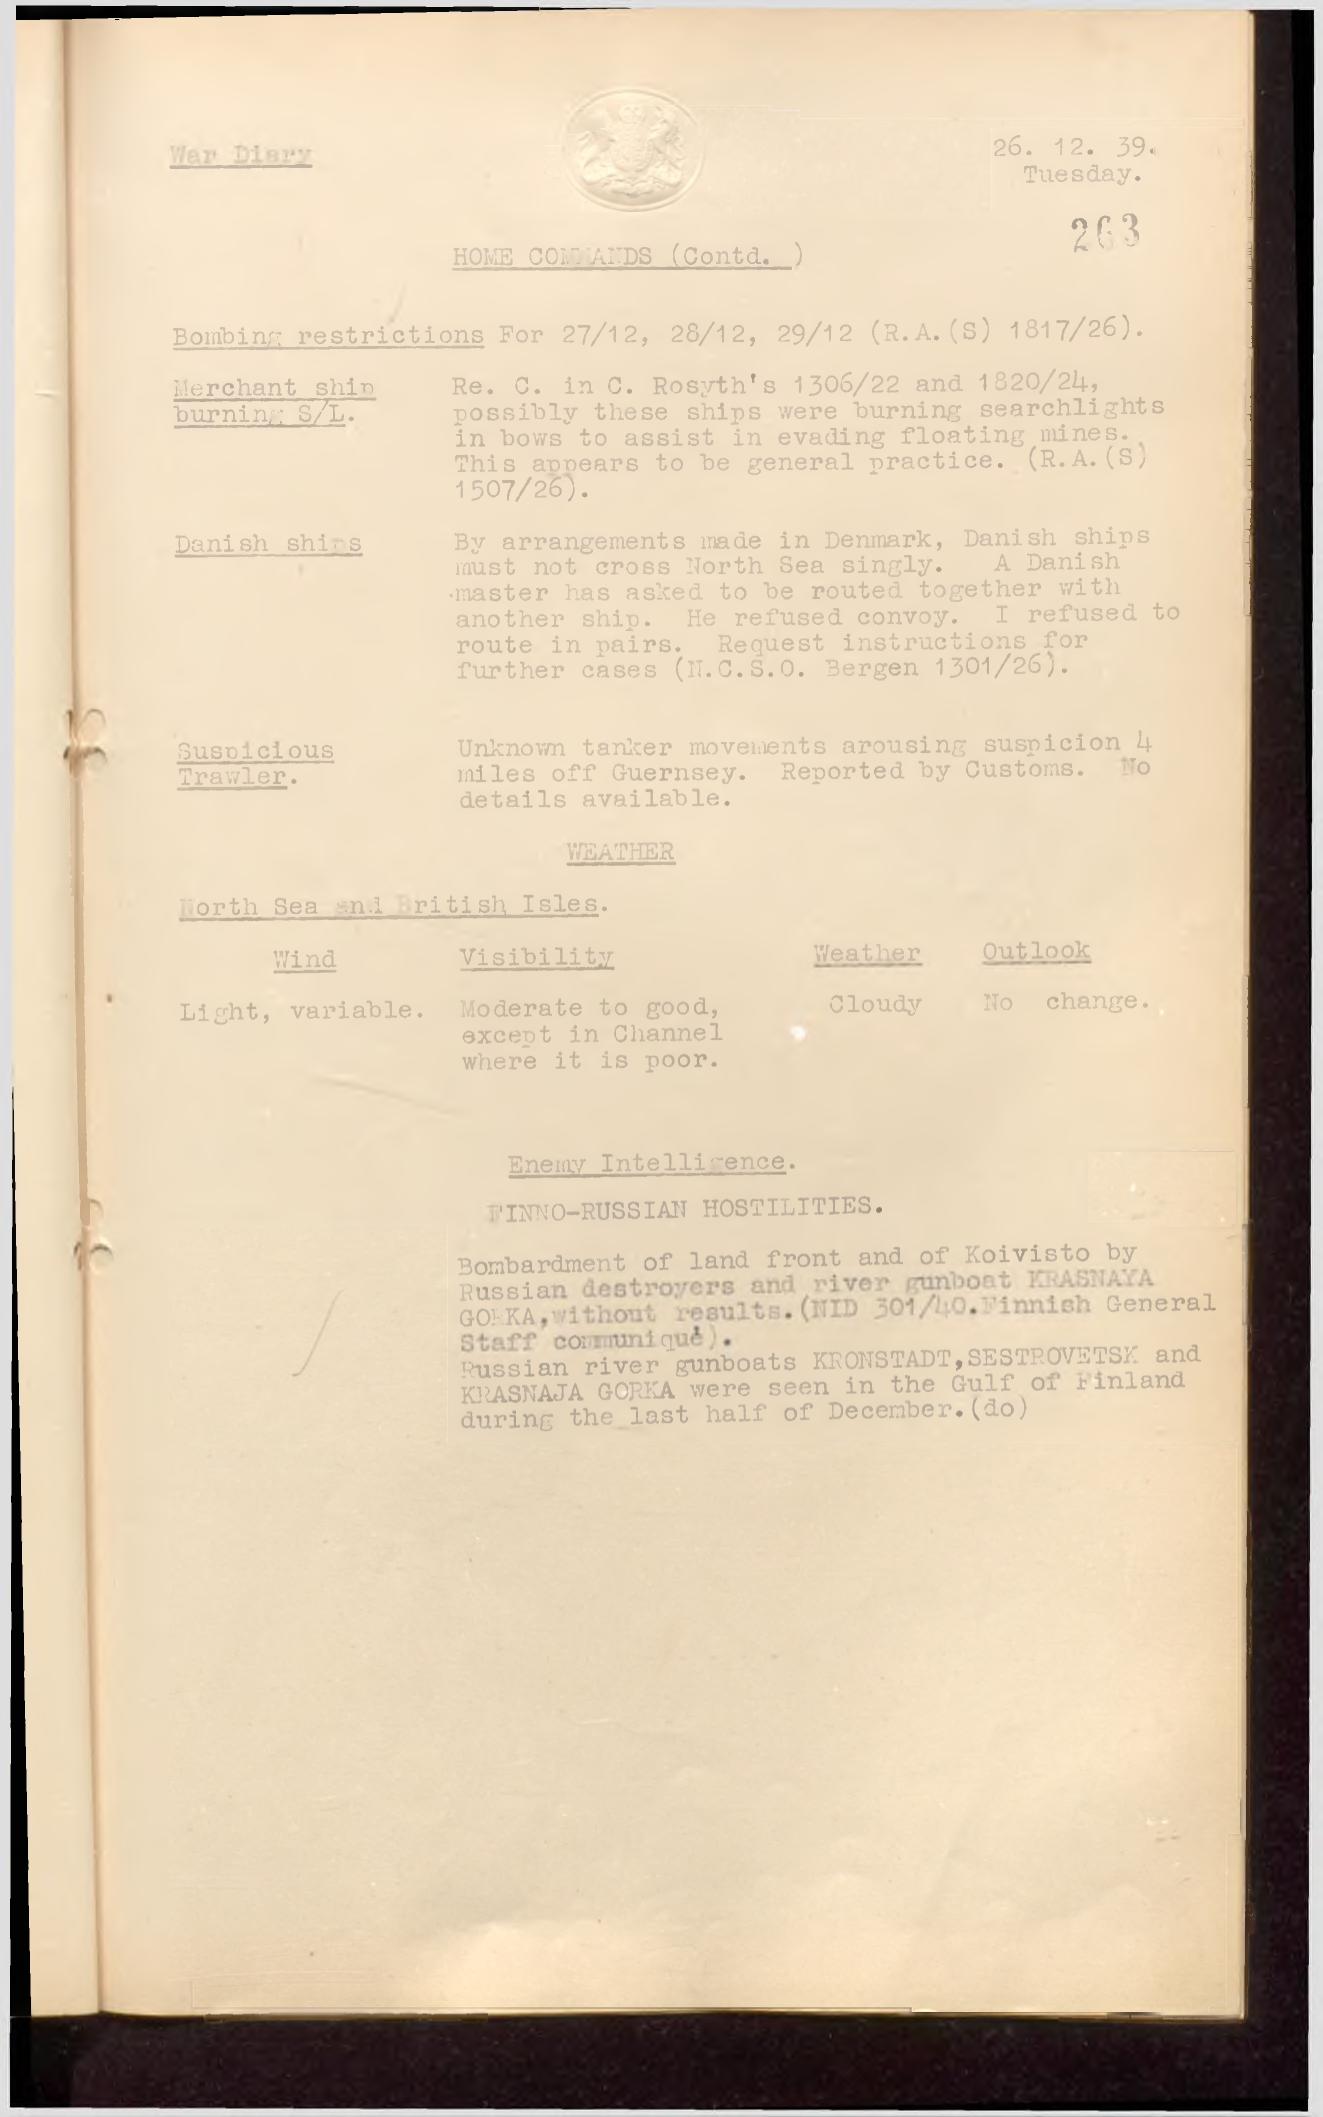 War Diary
26. 12. 39.
Tuesday.
263
HOME COMMANDS (Contd. )
Bombing restrictions For 27/12, 28/12, 29/12 (R.A.(S) 1817/26).
Merchant ship
burning S/L.
Re. C. in C. Rosyth's 1306/22 and 1820/24,
possibly these ships were burning searchlights
in bows to assist in evading floating mines.
This appears to be general practice. (R.A.(S)
1507/26).
Danish ships
By arrangements made in Denmark, Danish ships
must not cross North Sea singly. A Danish
master has asked to be routed together with
another ship. He refused convoy. I refused to
route in pairs. Request instructions for
further cases (N.C.S.O. Bergen 1301/26).
Suspicious
Trawler.
Unknown tanker movements arousing suspicion 4
miles off Guernsey. Reported by Customs. No
details available.
WEATHER
North Sea and British Isles.
Wind Visibility Weather Outlook
Light, variable. Moderate to good, Cloudy No change.
except in Channel
where it is poor.
Enemy Intelligence.
FINNO-RUSSIAN HOSTILITIES.
Bombardment of land front and of Koivisto by
Russian destroyers and river gunboat KRASNAYA
GORKA, without results. (NID 301/40. Finnish General
Staff communiqué).
Russian river gunboats KRONSTADT, SESTROVETSK and
KRASNAJA GORKA were seen in the Gulf of Finland
during the last half of December. (do)